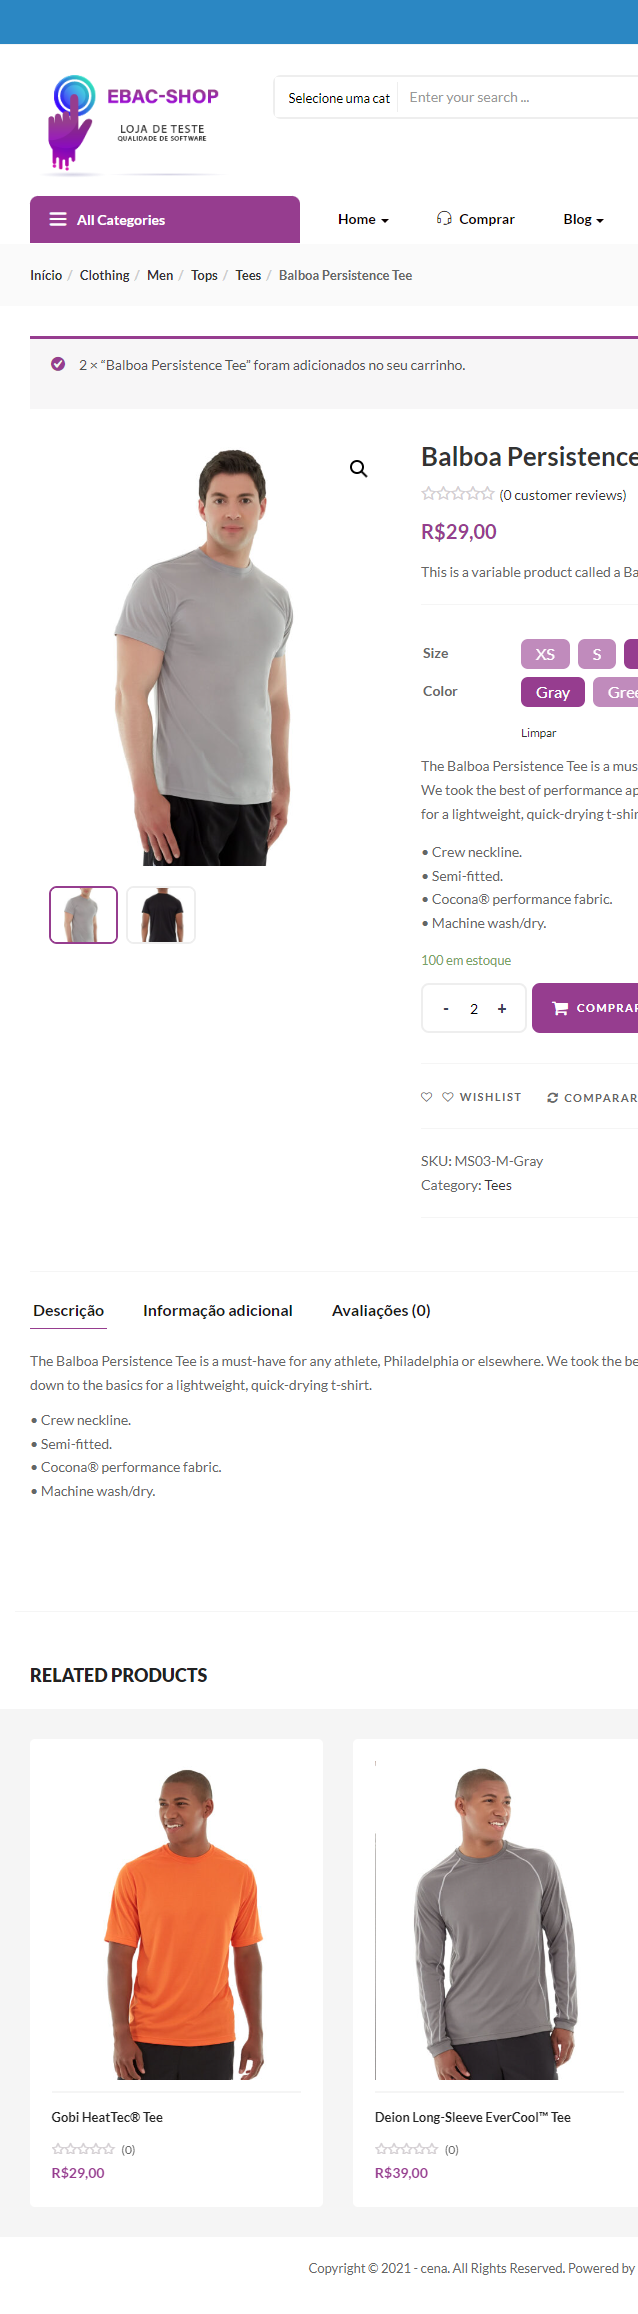 EBAC-SHOP
LOJA DE TESTE
QUALIDADE DE SOFTWARE
Selecione uma cat
Enter your search ...
All Categories
Home
Comprar
Blog
Início / Clothing / Men / Tops / Tees / Balboa Persistence Tee
2 × “Balboa Persistence Tee” foram adicionados no seu carrinho.
Balboa Persistence
(0 customer reviews)
R$29,00
This is a variable product called a Ba
Size
XS
S
Color
Gray
Gree
Limpar
The Balboa Persistence Tee is a mus
We took the best of performance ap
for a lightweight, quick-drying t-shir
• Crew neckline.
• Semi-fitted.
• Cocona® performance fabric.
• Machine wash/dry.
100 em estoque
- 2 +
COMPRAR
WISHLIST
COMPARAR
SKU: MS03-M-Gray
Category: Tees
Descrição
Informação adicional
Avaliações (0)
The Balboa Persistence Tee is a must-have for any athlete, Philadelphia or elsewhere. We took the be
down to the basics for a lightweight, quick-drying t-shirt.
• Crew neckline.
• Semi-fitted.
• Cocona® performance fabric.
• Machine wash/dry.
RELATED PRODUCTS
Gobi HeatTec® Tee
(0)
R$29,00
Deion Long-Sleeve EverCool™ Tee
(0)
R$39,00
Copyright © 2021 - cena. All Rights Reserved. Powered by